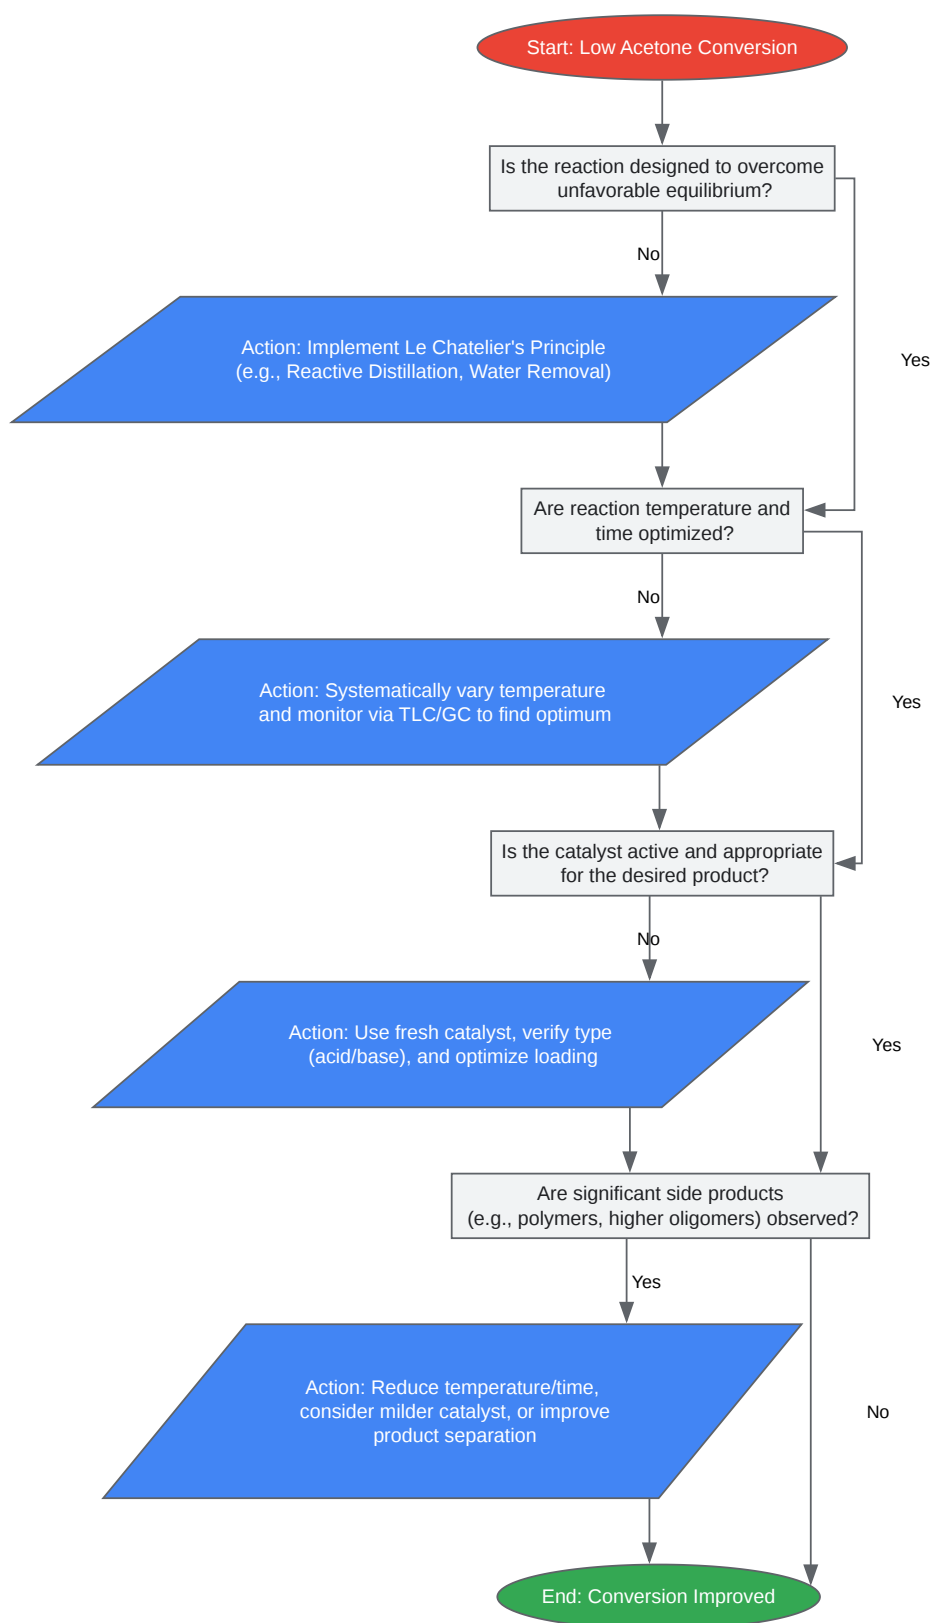 Start: Low Acetone Conversion
Is the reaction designed to overcome
unfavorable equilibrium?
No
Action: Implement Le Chatelier's Principle
(e.g., Reactive Distillation, Water Removal)
Yes
Are reaction temperature and
time optimized?
No
Action: Systematically vary temperature
and monitor via TLC/GC to find optimum
Yes
Is the catalyst active and appropriate
for the desired product?
No
Action: Use fresh catalyst, verify type
(acid/base), and optimize loading
Yes
Are significant side products
(e.g., polymers, higher oligomers) observed?
Yes
Action: Reduce temperature/time,
consider milder catalyst, or improve
product separation
No
End: Conversion Improved